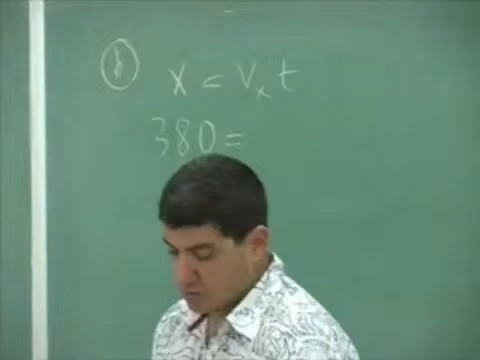 b x = Vx t
380 =